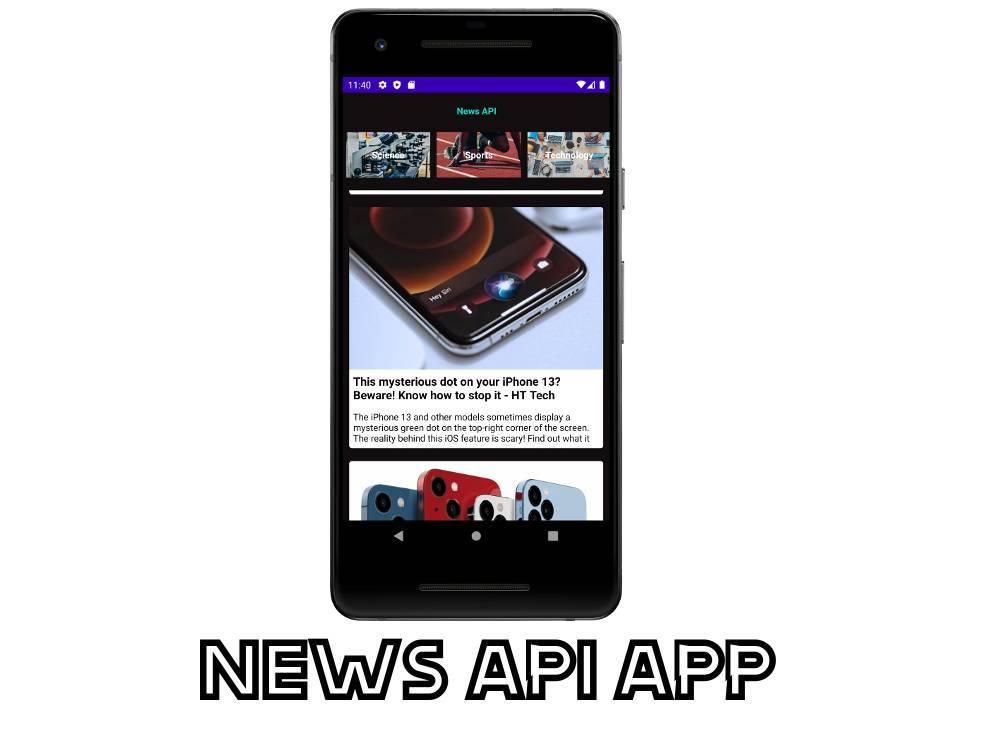 11:40
News API
Science
Sports
Technology
Hey Siri
This mysterious dot on your iPhone 13?
Beware! Know how to stop it - HT Tech
The iPhone 13 and other models sometimes display a
mysterious green dot on the top-right corner of the screen.
The reality behind this iOS feature is scary! Find out what it
NEWS API APP